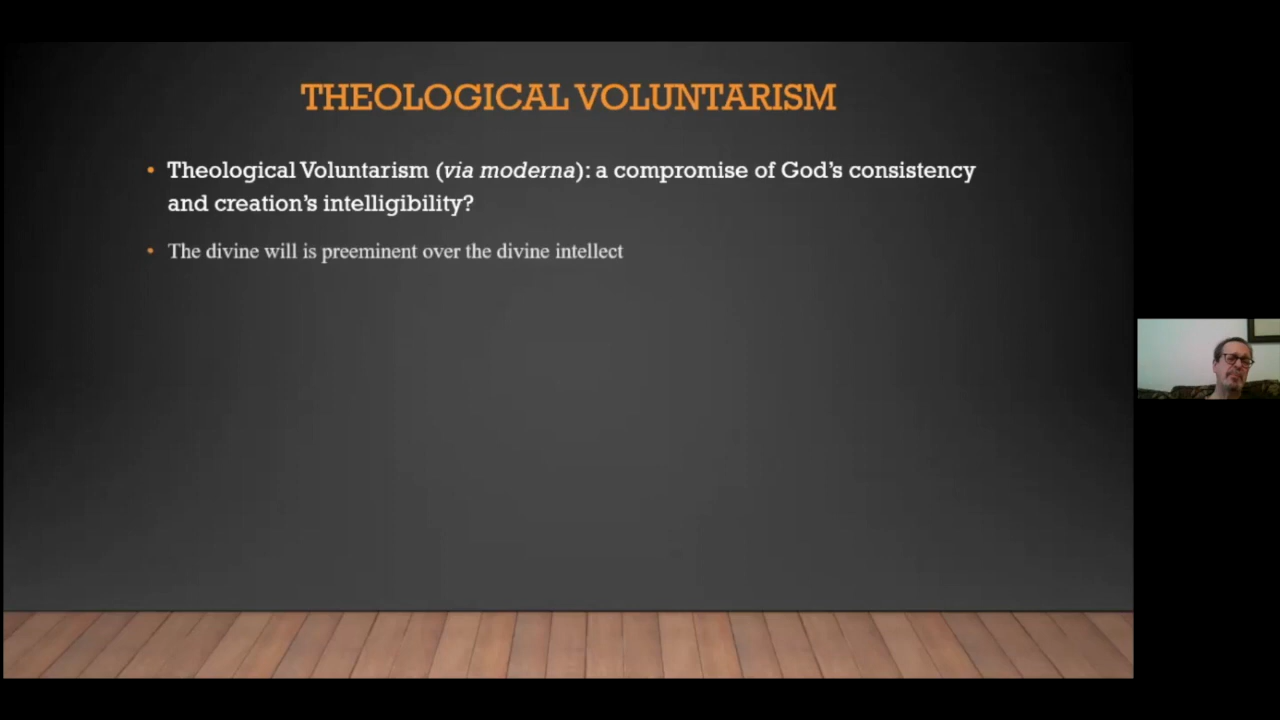 THEOLOGICAL VOLUNTARISM
• Theological Voluntarism (via moderna): a compromise of God's consistency
and creation's intelligibility?
• The divine will is preeminent over the divine intellect